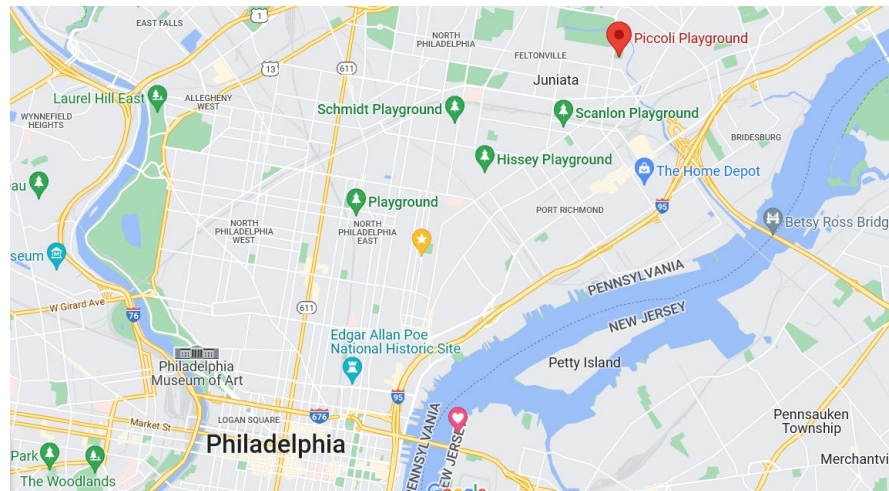 EAST FALLS
1
NORTH
PHILADELPHIA
FELTONVILLE
Piccoli Playground
13
611
Juniata
Laurel Hill East
ALLEGHENY
WEST
WYNNEFIELD
HEIGHTS
Schmidt Playground
Scanlon Playground
BRIDESBURG
Hissey Playground
The Home Depot
au
Playground
95
PORT RICHMOND
NORTH
PHILADELPHIA
WEST
NORTH
PHILADELPHIA
EAST
Betsy Ross Bridg
seum
PENNSYLVANIA
NEW JERSEY
W Girard Ave
76
611
Edgar Allan Poe
National Historic Site
Philadelphia
Museum of Art
Petty Island
95
676
LOGAN SQUARE
Market St
Pennsauken
Township
Philadelphia
PENNSYLVANIA
NEW JERSEY
Park
Merchantvi
The Woodlands
Google